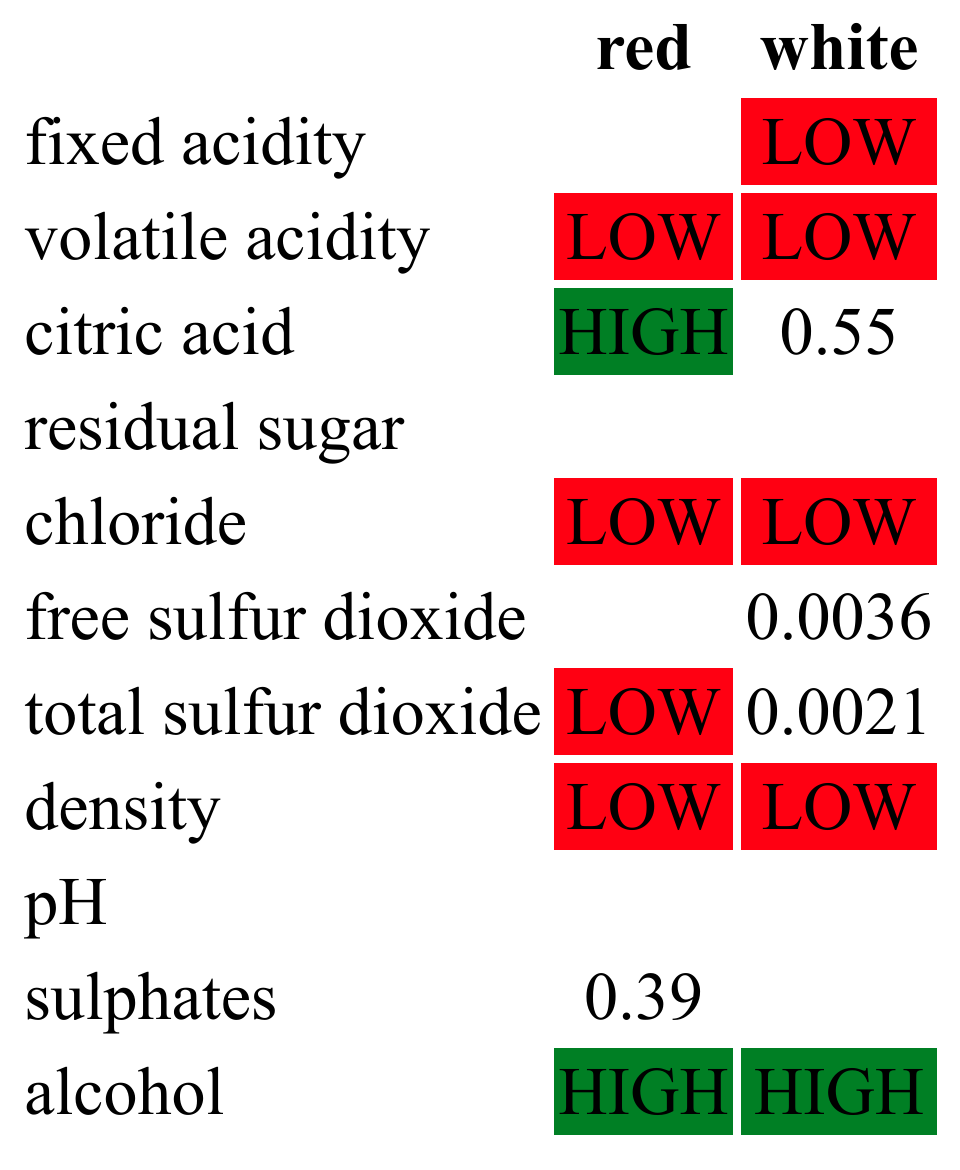 red white
fixed acidity LOW
volatile acidity LOW LOW
citric acid HIGH 0.55
residual sugar
chloride LOW LOW
free sulfur dioxide 0.0036
total sulfur dioxide LOW 0.0021
density LOW LOW
pH
sulphates 0.39
alcohol HIGH HIGH